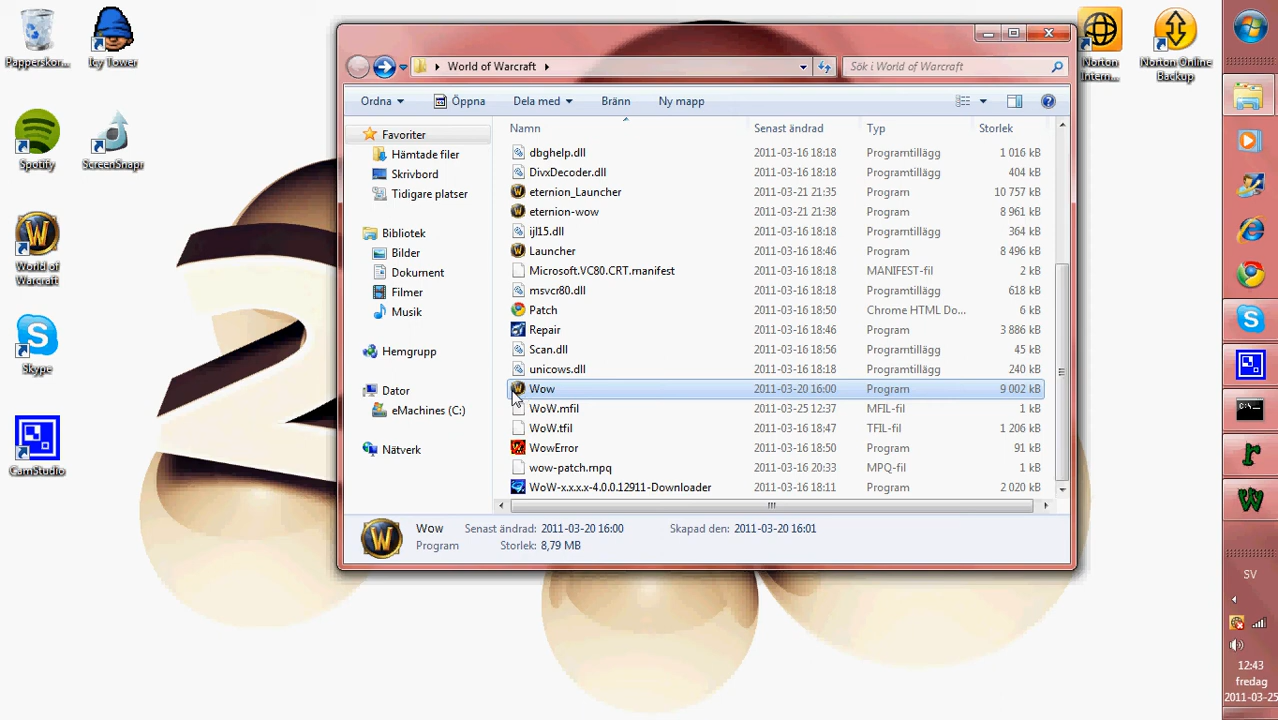 Papperskor...
Icy Tower
Spotify
ScreenSnapr
World of
Warcraft
Skype
CamStudio
World of Warcraft
Sök i World of Warcraft
Ordna Öppna Dela med Bränn Ny mapp
Favoriter
Hämtade filer
Skrivbord
Tidigare platser
Bibliotek
Bilder
Dokument
Filmer
Musik
Hemgrupp
Dator
eMachines (C:)
Nätverk
Namn Senast ändrad Typ Storlek
dbghelp.dll 2011-03-16 18:18 Programtillägg 1 016 kB
DivxDecoder.dll 2011-03-16 18:18 Programtillägg 404 kB
eternion_Launcher 2011-03-21 21:35 Program 10 757 kB
eternion-wow 2011-03-21 21:38 Program 8 961 kB
ijl15.dll 2011-03-16 18:18 Programtillägg 364 kB
Launcher 2011-03-16 18:46 Program 8 496 kB
Microsoft.VC80.CRT.manifest 2011-03-16 18:18 MANIFEST-fil 2 kB
msvcr80.dll 2011-03-16 18:18 Programtillägg 618 kB
Patch 2011-03-16 18:50 Chrome HTML Do... 6 kB
Repair 2011-03-16 18:46 Program 3 886 kB
Scan.dll 2011-03-16 18:56 Programtillägg 45 kB
unicows.dll 2011-03-16 18:18 Programtillägg 240 kB
Wow 2011-03-20 16:00 Program 9 002 kB
WoW.mfil 2011-03-25 12:37 MFIL-fil 1 kB
WoW.tfil 2011-03-16 18:47 TFIL-fil 1 206 kB
WowError 2011-03-16 18:50 Program 91 kB
wow-patch.mpq 2011-03-16 20:33 MPQ-fil 1 kB
WoW-x.x.x.x-4.0.0.12911-Downloader 2011-03-16 18:11 Program 2 020 kB
Wow Senast ändrad: 2011-03-20 16:00 Skapad den: 2011-03-20 16:01
Program Storlek: 8,79 MB
Norton
Intern...
Norton Online
Backup
SV
12:43
fredag
2011-03-25